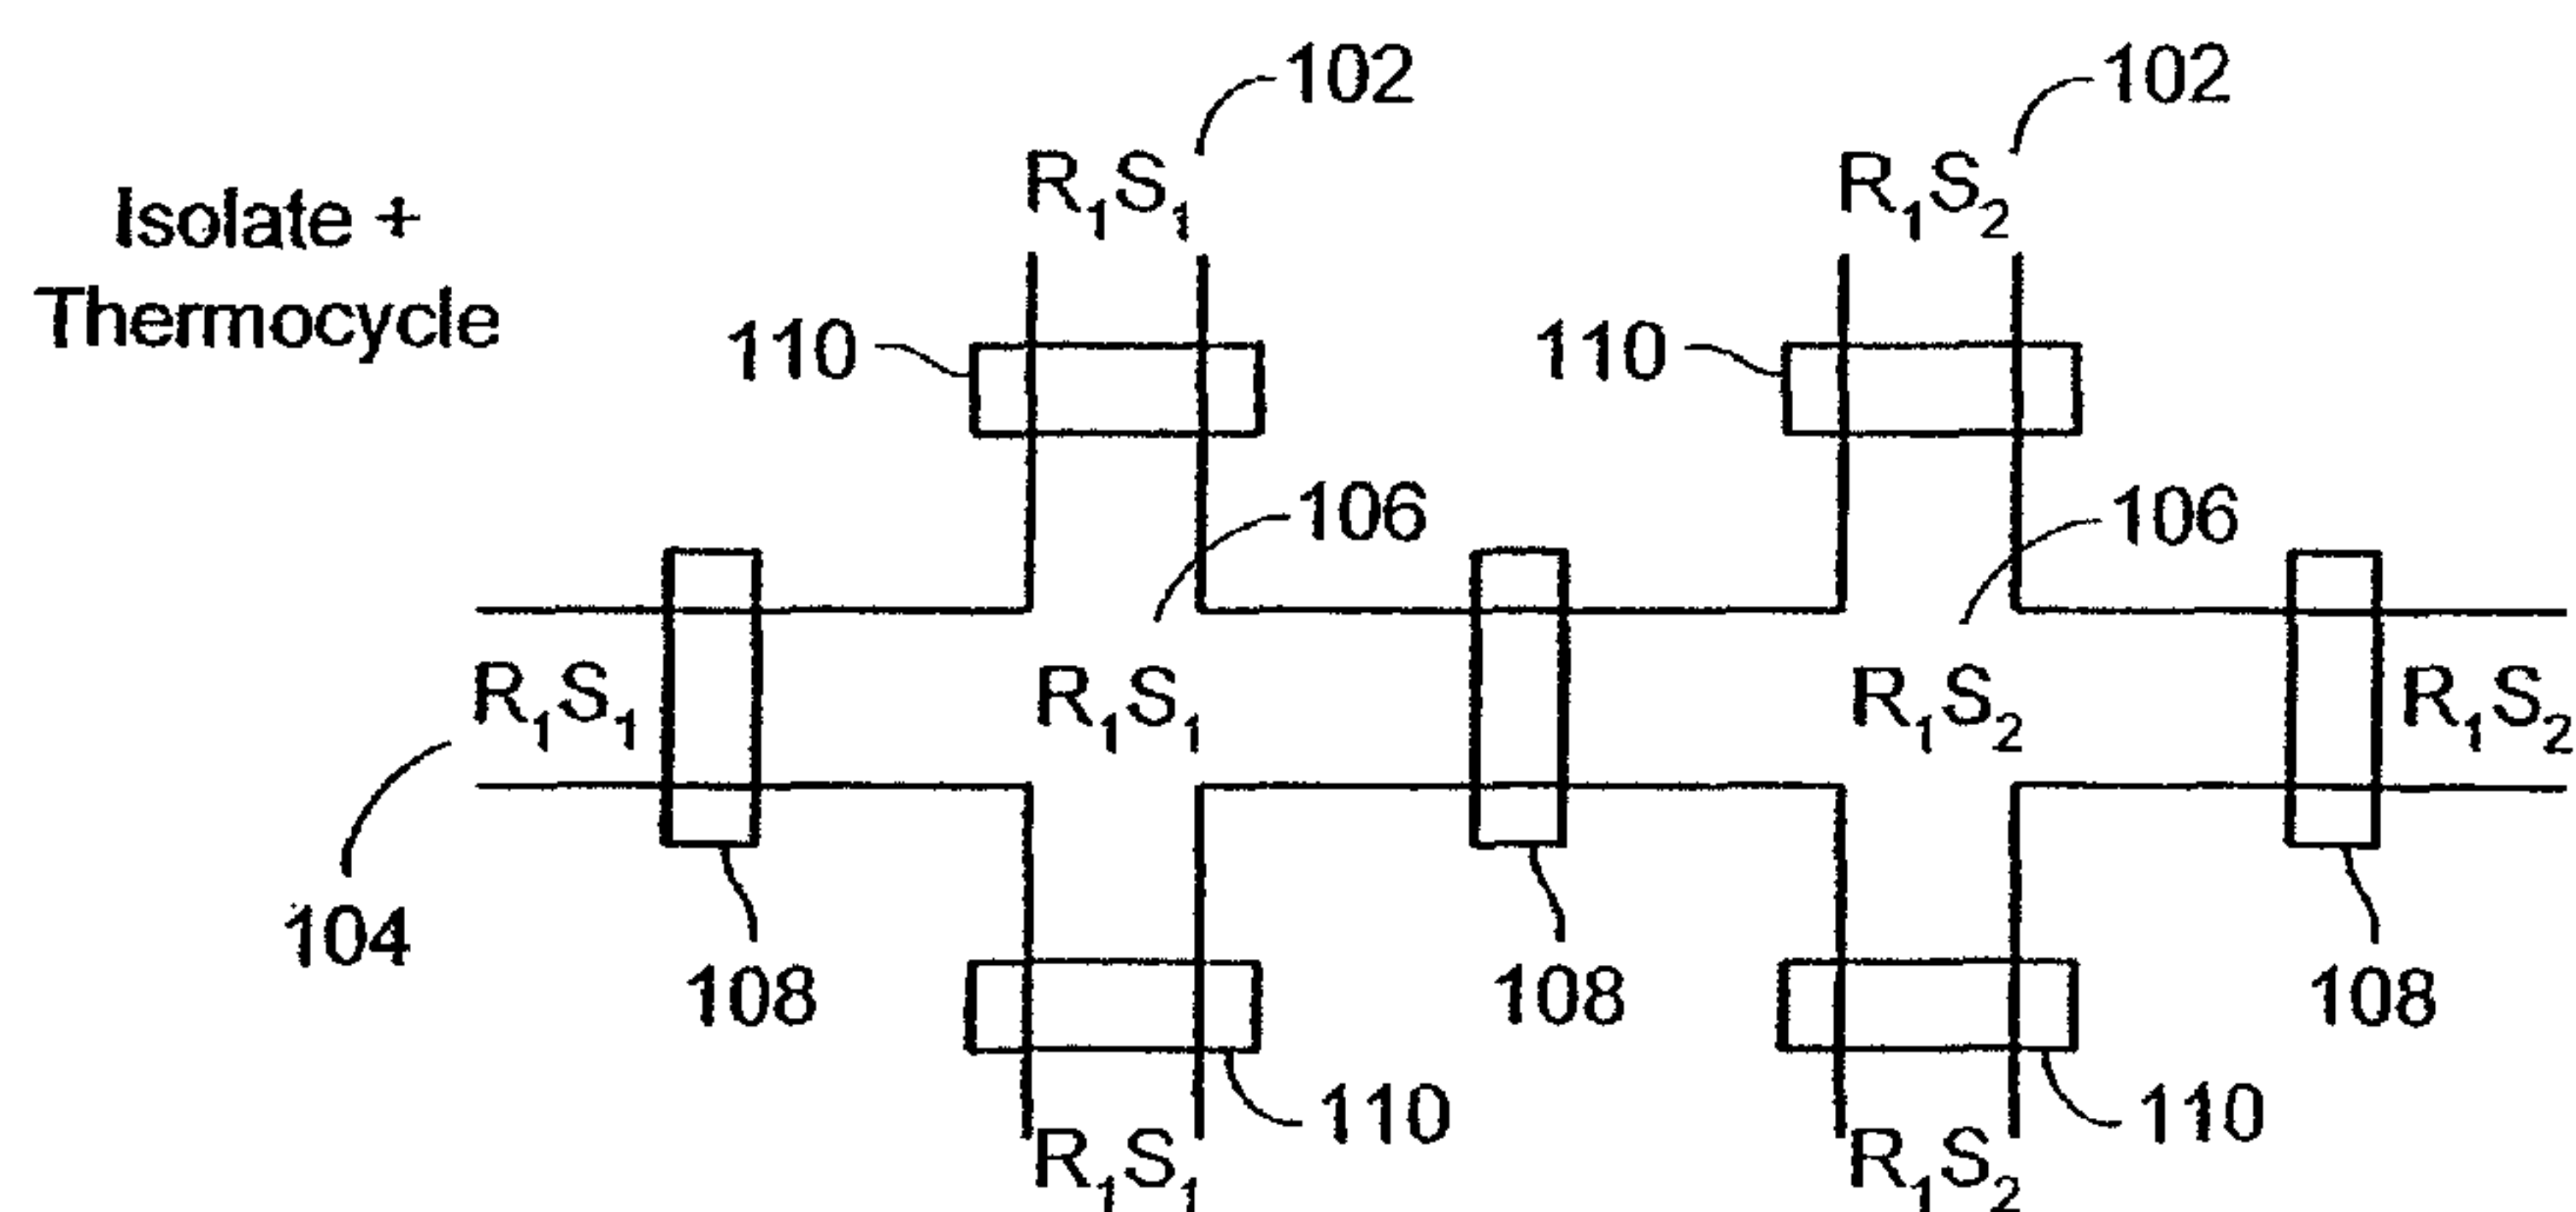 102 102
R₁S₁ R₁S₂
Isolate +
Thermocycle
110 110
106 106
R₁S₁ R₁S₁ R₁S₂ R₁S₂
104 108 108 108
110 110
R₁S₁ R₁S₂